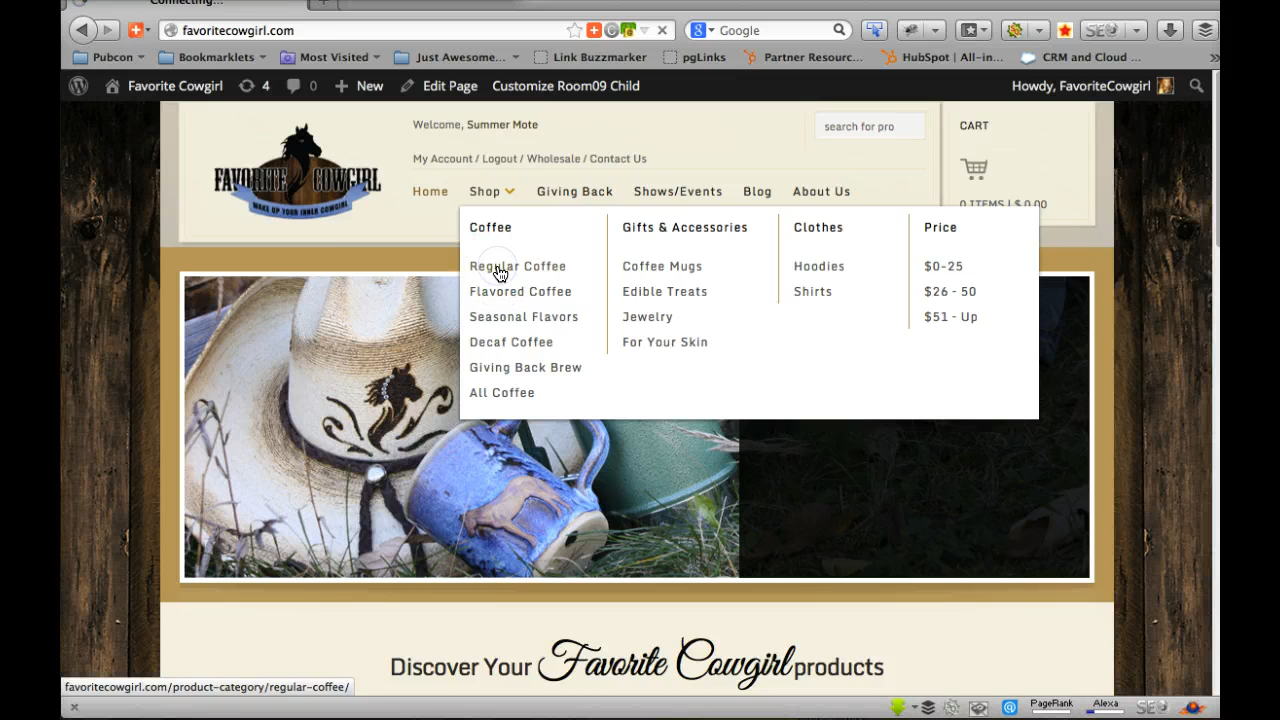 Connecting...
favoritecowgirl.com
Google
Pubcon Bookmarklets Most Visited Just Awesome... Link Buzzmarker pgLinks Partner Resourc... HubSpot | All-in... CRM and Cloud ...
Favorite Cowgirl 4 0 + New Edit Page Customize Room09 Child Howdy, FavoriteCowgirl
Welcome, Summer Mote
search for pro
CART
My Account / Logout / Wholesale / Contact Us
FAVORITE COWGIRL
WAKE UP YOUR INNER COWGIRL
Home Shop Giving Back Shows/Events Blog About Us
0 ITEMS | $ 0.00
Coffee Gifts & Accessories Clothes Price
Regular Coffee Coffee Mugs Hoodies $0-25
Flavored Coffee Edible Treats Shirts $26 - 50
Seasonal Flavors Jewelry $51 - Up
Decaf Coffee For Your Skin
Giving Back Brew
All Coffee
Discover Your Favorite Cowgirl products
favoritecowgirl.com/product-category/regular-coffee/
PageRank Alexa SEO